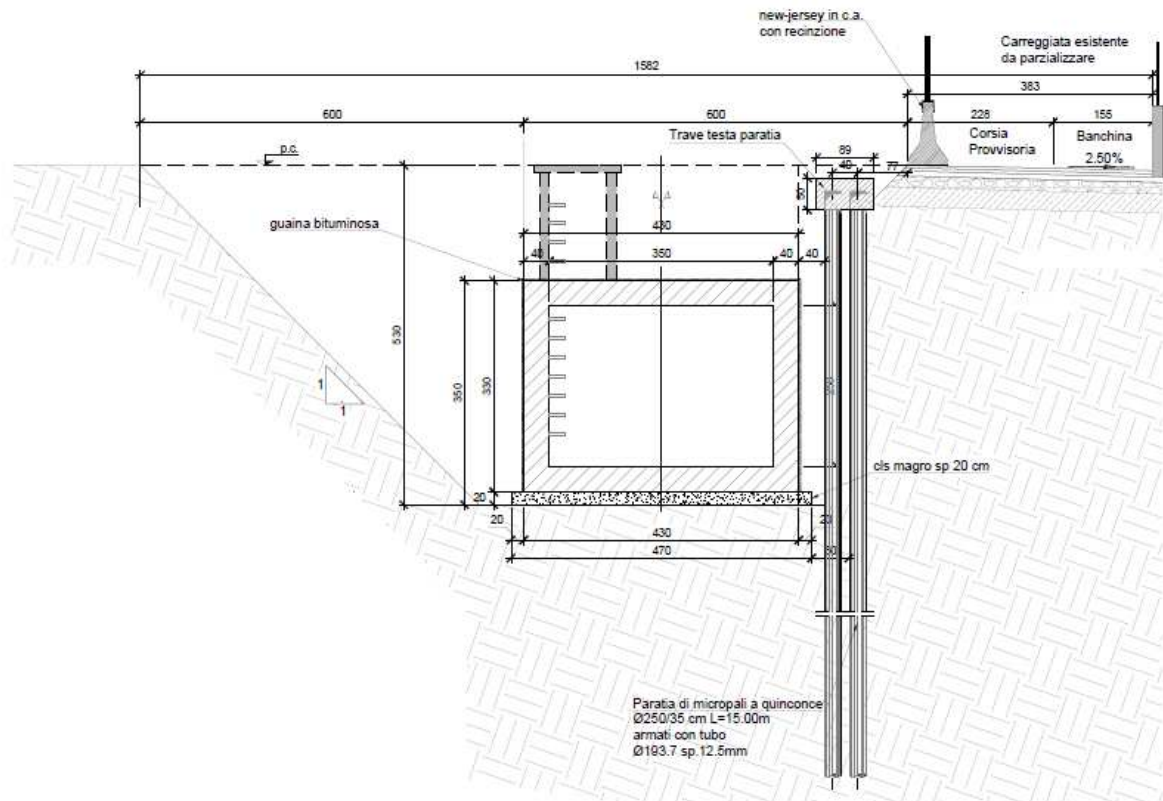 new-jersey in c.a.
con recinzione
Carreggiata esistente
da parzializzare
1582
383
600
600
228
155
Trave testa paratia
Corsia
Provvisoria
Banchina
2.50%
p.c.
89
40
77
50
guaina bituminosa
430
40
350
40
40
530
350
330
1
1
cls magro sp 20 cm
20
20
20
430
470
Paratia di micropali a quinconce
Ø250/35 cm L=15.00m
armati con tubo
Ø193.7 sp.12.5mm